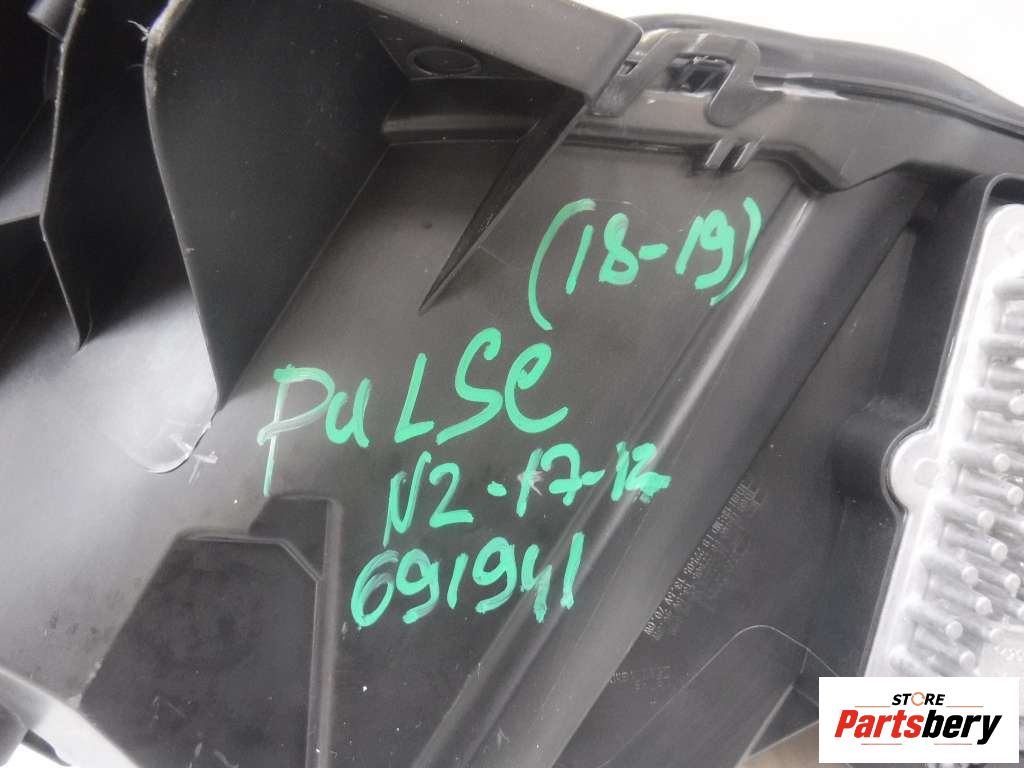 (18-19)
PULSE
N2-17-12
691941
STORE
Partsbery